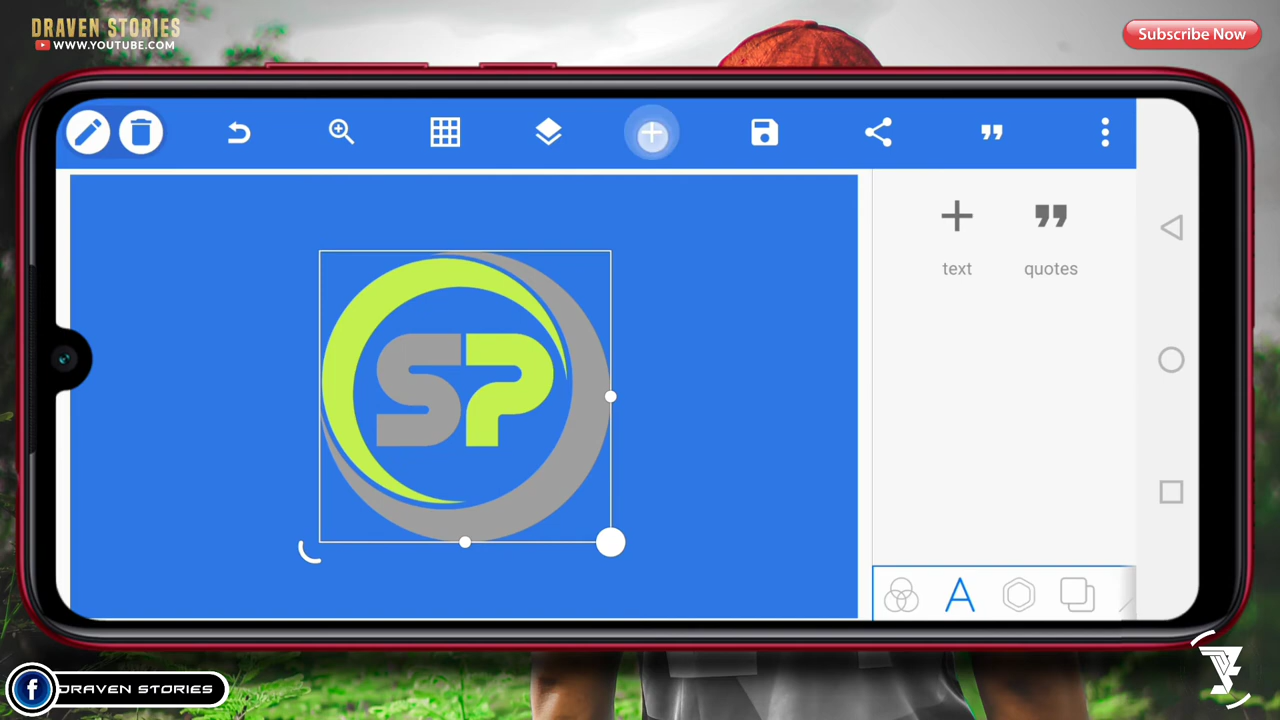 DRAVEN STORIES
WWW.YOUTUBE.COM
Subscribe Now
text
quotes
SP
DRAVEN STORIES